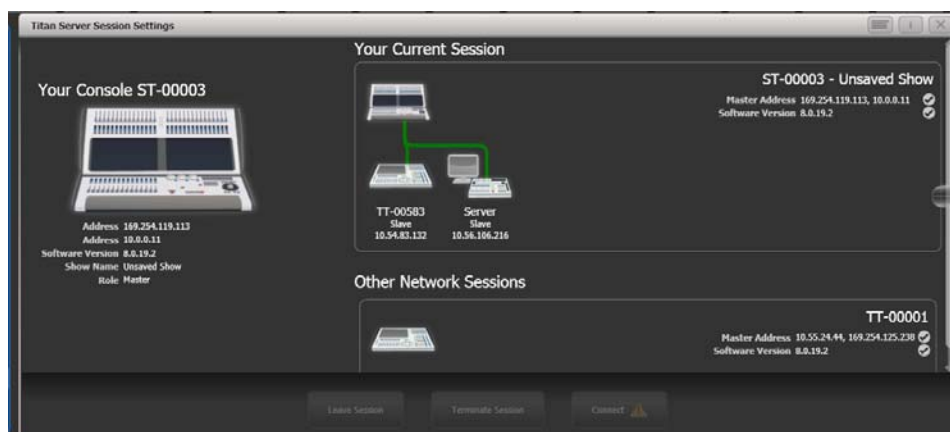 Titan Server Session Settings
Your Current Session
Your Console ST-00003
ST-00003 - Unsaved Show
Master Address 169.254.119.113, 10.0.0.11
Software Version 8.0.19.2
TT-00583
Slave
10.54.83.132
Server
Slave
10.56.106.216
Address 169.254.119.113
Address 10.0.0.11
Software Version 8.0.19.2
Show Name Unsaved Show
Role Master
Other Network Sessions
TT-00001
Master Address 10.55.24.44, 169.254.125.238
Software Version 8.0.19.2
Leave Session
Terminate Session
Connect